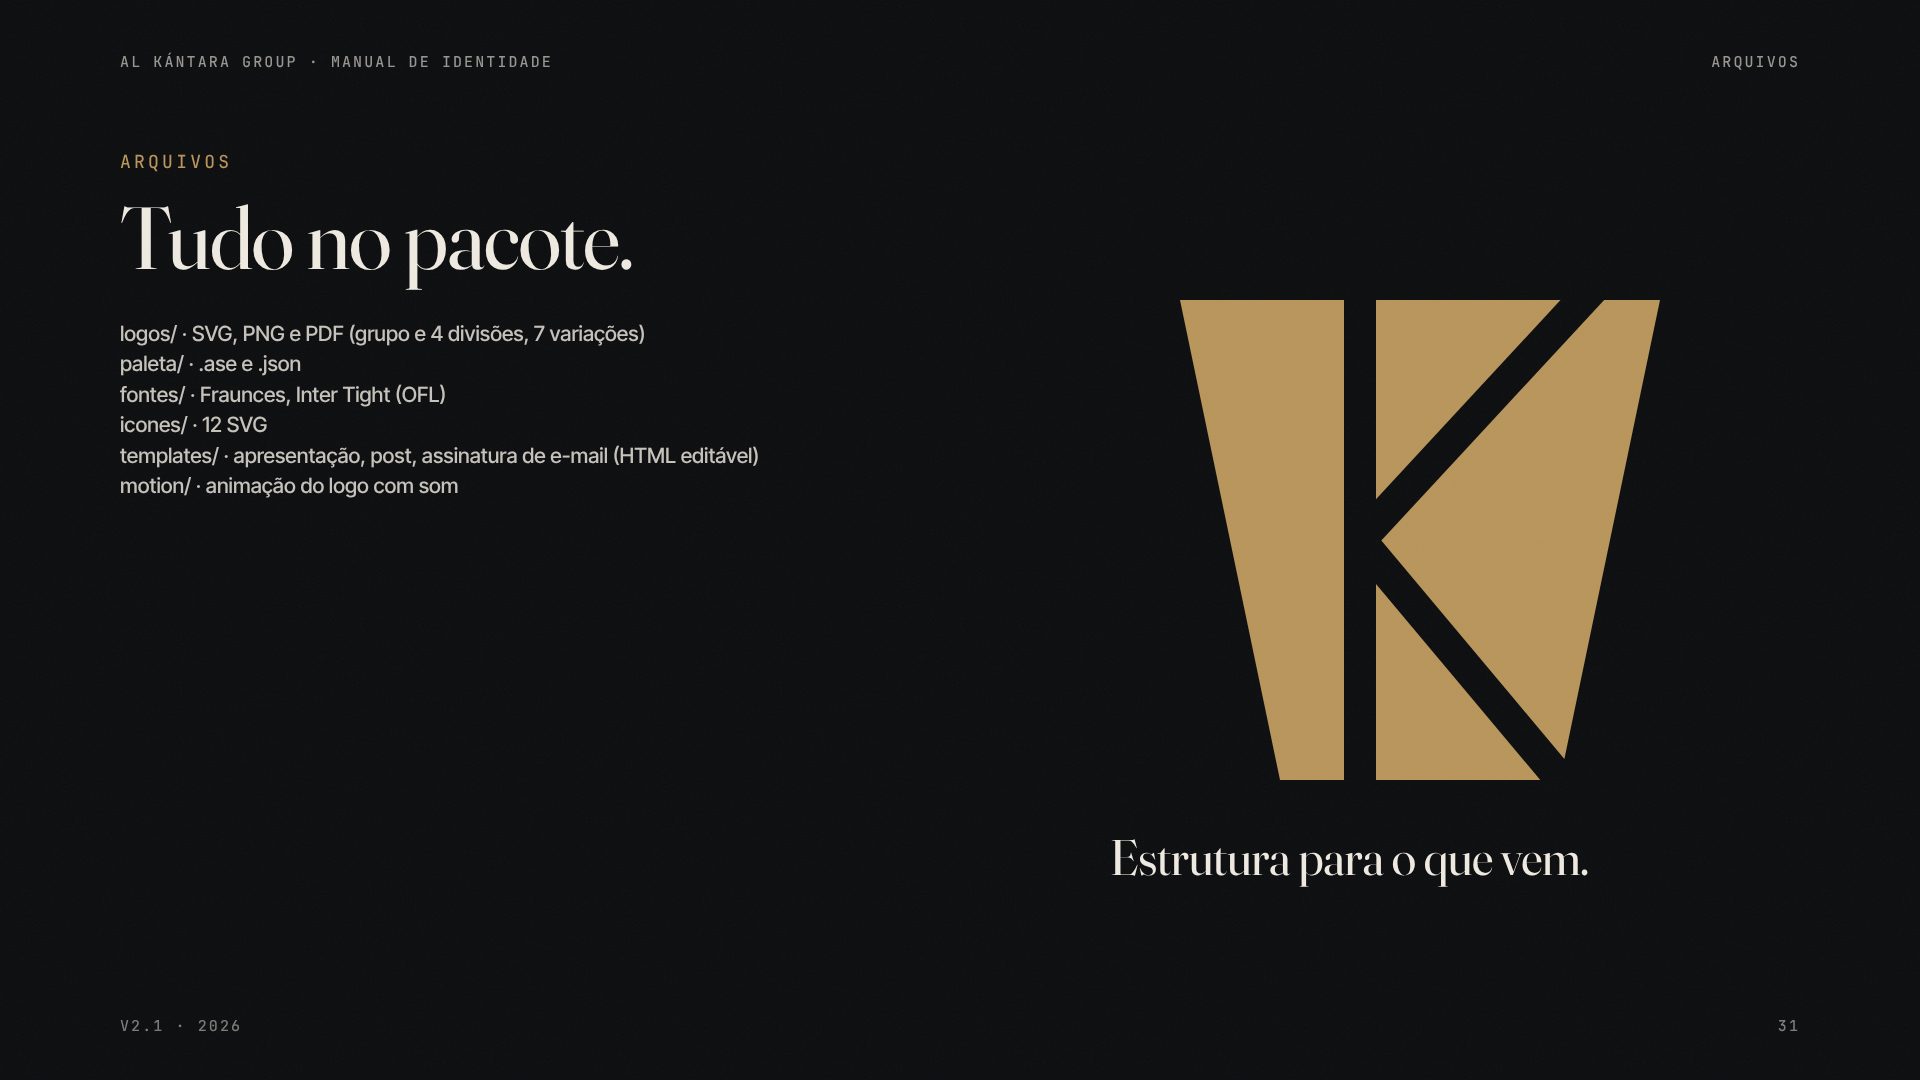 AL KÁNTARA GROUP · MANUAL DE IDENTIDADE
ARQUIVOS
ARQUIVOS
Tudo no pacote.
logos/ · SVG, PNG e PDF (grupo e 4 divisões, 7 variações)
paleta/ · .ase e .json
fontes/ · Fraunces, Inter Tight (OFL)
icones/ · 12 SVG
templates/ · apresentação, post, assinatura de e-mail (HTML editável)
motion/ · animação do logo com som
K
Estrutura para o que vem.
V2.1 · 2026
31